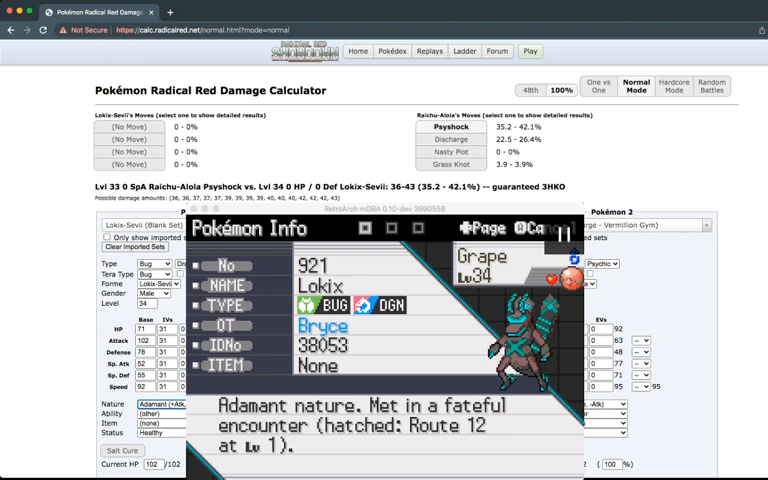 Pokémon Radical Red Damage
Not Secure | https://calc.radicalred.net/normal.html?mode=normal
RADICAL RED
SHOWDOWN
Home Pokédex Replays Ladder Forum Play
Pokémon Radical Red Damage Calculator
48th 100%
One vs One
Normal Mode
Hardcore Mode
Random Battles
Lokix-Sevii's Moves (select one to show detailed results)
(No Move) 0 - 0%
(No Move) 0 - 0%
(No Move) 0 - 0%
(No Move) 0 - 0%
Raichu-Alola's Moves (select one to show detailed results)
Psyshock 35.2 - 42.1%
Discharge 22.5 - 26.4%
Nasty Plot 0 - 0%
Grass Knot 3.9 - 3.9%
Lvl 33 0 SpA Raichu-Alola Psyshock vs. Lvl 34 0 HP / 0 Def Lokix-Sevii: 36-43 (35.2 - 42.1%) -- guaranteed 3HKO
Possible damage amounts: (36, 36, 37, 37, 37, 37, 39, 39, 39, 39, 40, 40, 40, 42, 42, 43)
Lokix-Sevii (Blank Set)
Only show imported
Clear Imported Sets
Type Bug
Tera Type Bug
Forme Lokix-Sevii
Gender Male
Level 34
Base IVs
HP 71 31
Attack 102 31
Defense 78 31
Sp. Atk 52 31
Sp. Def 55 31
Speed 92 31
Nature Adamant (+Atk,
Ability (other)
Item (none)
Status Healthy
Salt Cure
Current HP 102 /102
RetroArch mGBA 0.10-dev 3990558
Pokémon Info
Page
No 921
NAME Lokix
TYPE BUG DGN
OT Bryce
IDNo 38053
ITEM None
Grape
Lv34
Adamant nature. Met in a fateful
encounter (hatched: Route 12
at Lv 1).
Pokémon 2
rge - Vermilion Gym)
ed sets
Psychic
0 92
0 63 --
0 48 --
0 77 --
0 71 --
0 95 -- 95
, -Atk)
( 100 %)